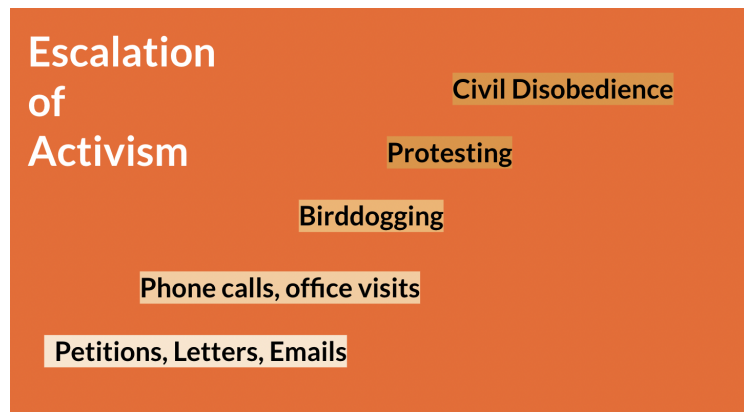 Escalation
of
Activism
Civil Disobedience
Protesting
Birddogging
Phone calls, office visits
Petitions, Letters, Emails